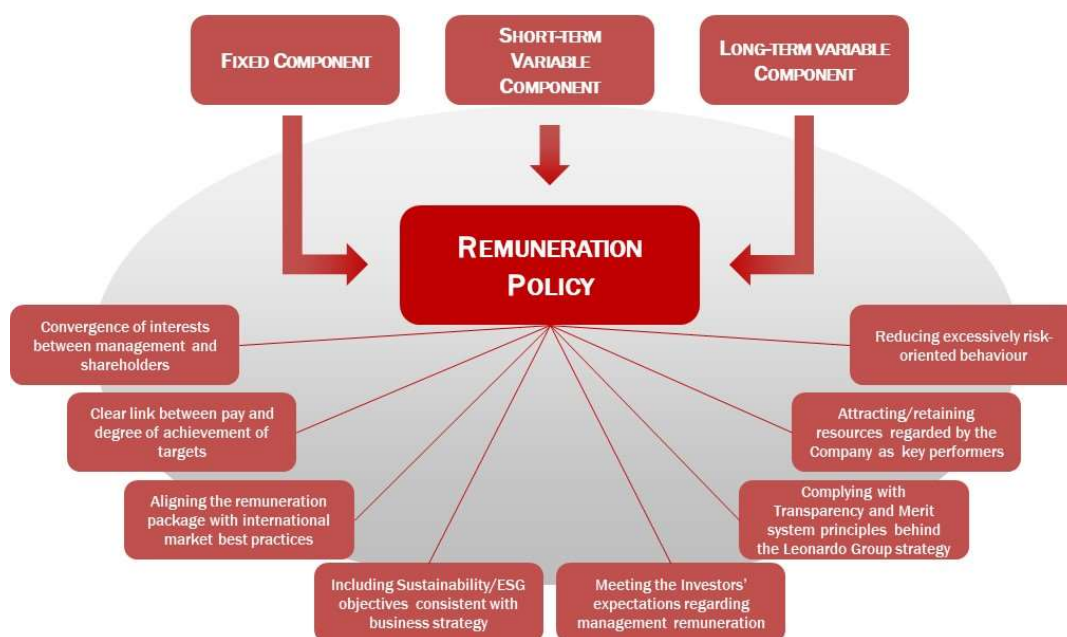 FIXED COMPONENT
SHORT-TERM
VARIABLE
COMPONENT
LONG-TERM VARIABLE
COMPONENT
REMUNERATION
POLICY
Convergence of interests
between management and
shareholders
Clear link between pay and
degree of achievement of
targets
Aligning the remuneration
package with international
market best practices
Including Sustainability/ESG
objectives consistent with
business strategy
Meeting the Investors'
expectations regarding
management remuneration
Complying with
Transparency and Merit
system principles behind
the Leonardo Group strategy
Attracting/retaining
resources regarded by the
Company as key performers
Reducing excessively risk-
oriented behaviour